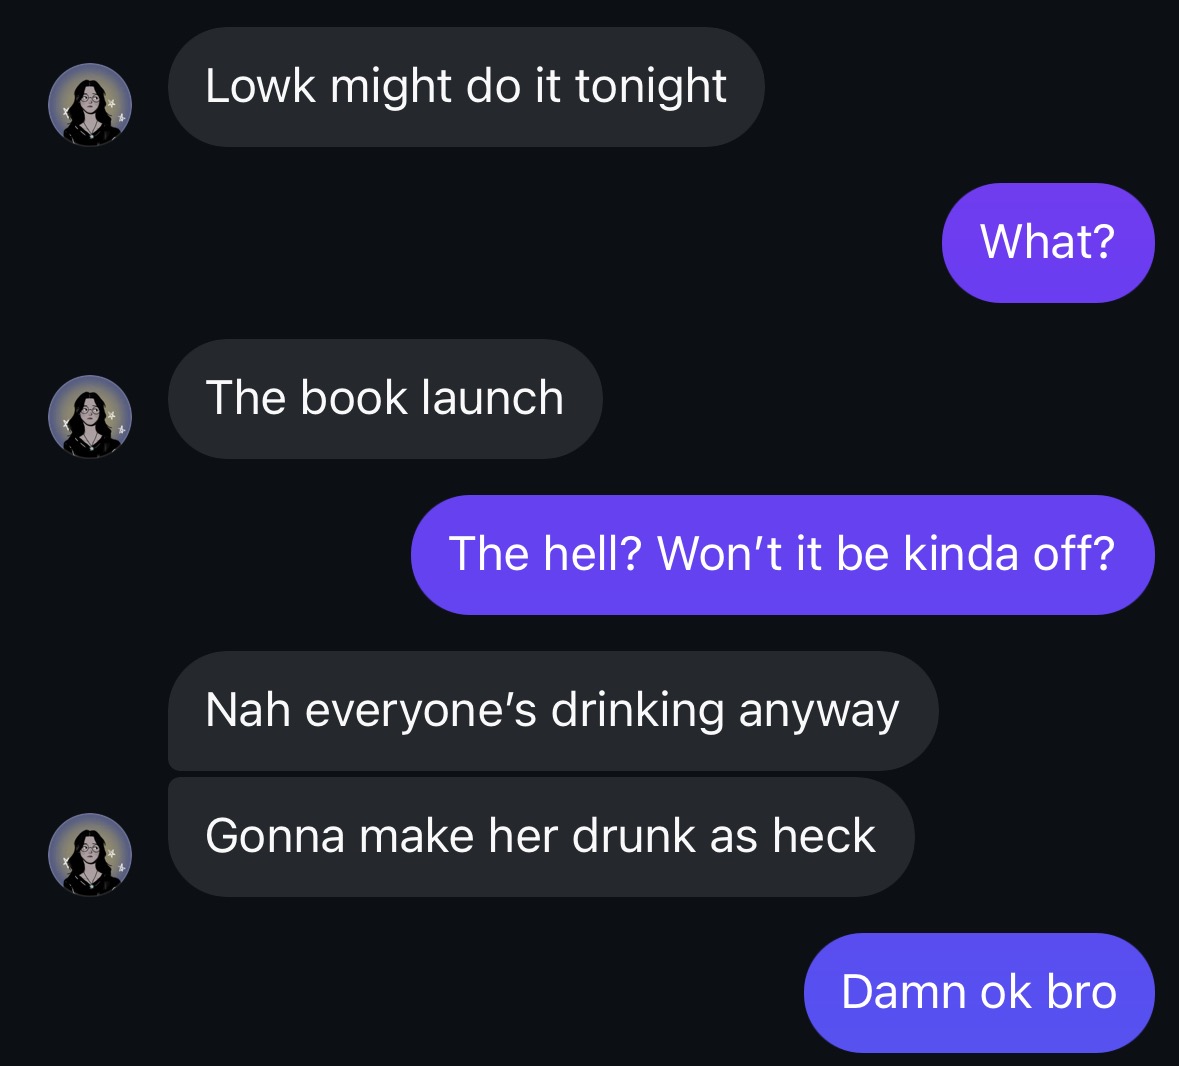 Lowk might do it tonight
What?
The book launch
The hell? Won’t it be kinda off?
Nah everyone’s drinking anyway
Gonna make her drunk as heck
Damn ok bro